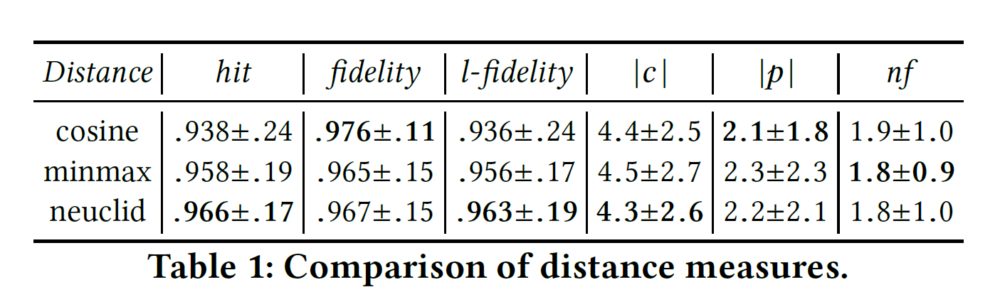 Distance hit fidelity l-fidelity |c| |p| nf
cosine .938±.24 .976±.11 .936±.24 4.4±2.5 2.1±1.8 1.9±1.0
minmax .958±.19 .965±.15 .956±.17 4.5±2.7 2.3±2.3 1.8±0.9
neuclid .966±.17 .967±.15 .963±.19 4.3±2.6 2.2±2.1 1.8±1.0
Table 1: Comparison of distance measures.